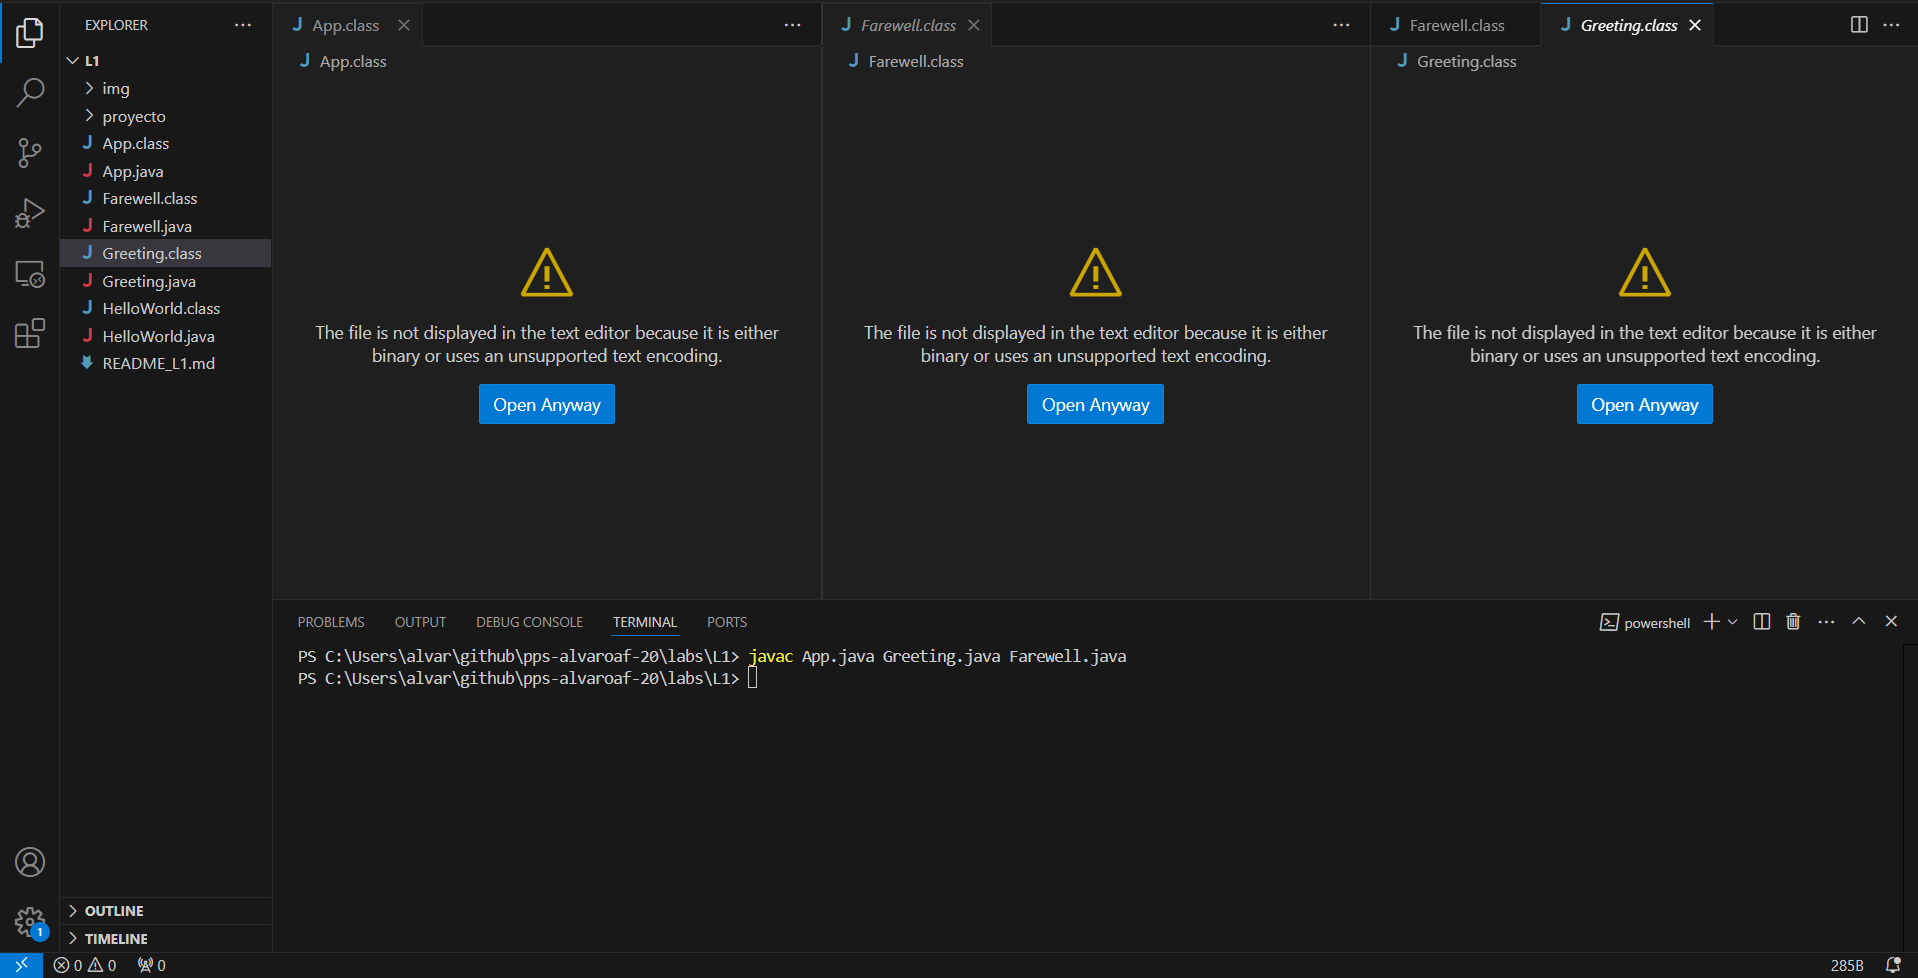 EXPLORER
L1
img
proyecto
App.class
App.java
Farewell.class
Farewell.java
Greeting.class
Greeting.java
HelloWorld.class
HelloWorld.java
README_L1.md
OUTLINE
TIMELINE
App.class
App.class
The file is not displayed in the text editor because it is either
binary or uses an unsupported text encoding.
Open Anyway
Farewell.class
Farewell.class
The file is not displayed in the text editor because it is either
binary or uses an unsupported text encoding.
Open Anyway
Farewell.class Greeting.class
Greeting.class
The file is not displayed in the text editor because it is either
binary or uses an unsupported text encoding.
Open Anyway
PROBLEMS OUTPUT DEBUG CONSOLE TERMINAL PORTS
powershell
PS C:\Users\alvar\github\pps-alvaroaf-20\labs\L1> javac App.java Greeting.java Farewell.java
PS C:\Users\alvar\github\pps-alvaroaf-20\labs\L1>
1
0 0 0
285B